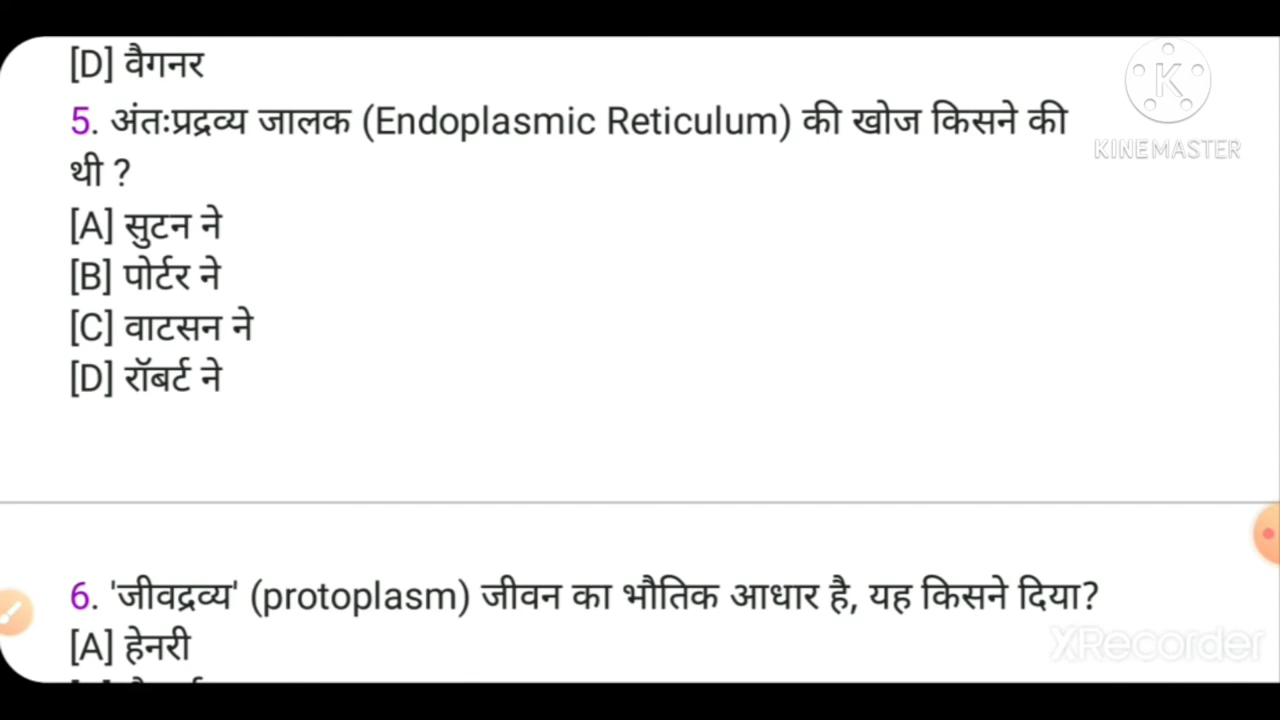 [D] वैगनर
5. अंतःप्रद्रव्य जालक (Endoplasmic Reticulum) की खोज किसने की
थी ?
[A] सुटन ने
[B] पोर्टर ने
[C] वाटसन ने
[D] रॉबर्ट ने
6. 'जीवद्रव्य' (protoplasm) जीवन का भौतिक आधार है, यह किसने दिया?
[A] हेनरी
K
KINEMASTER
XRecorder